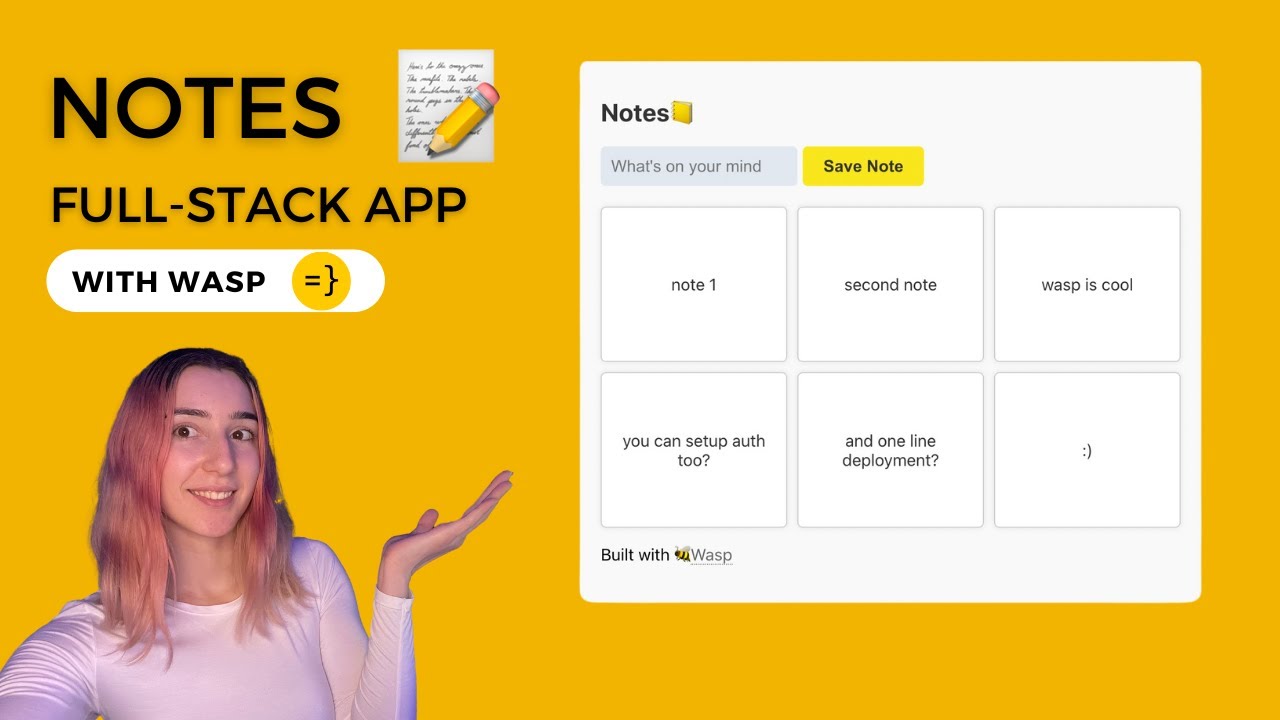 NOTES
FULL-STACK APP
WITH WASP =}
Notes
What's on your mind
Save Note
note 1
second note
wasp is cool
you can setup auth
too?
and one line
deployment?
:)
Built with Wasp